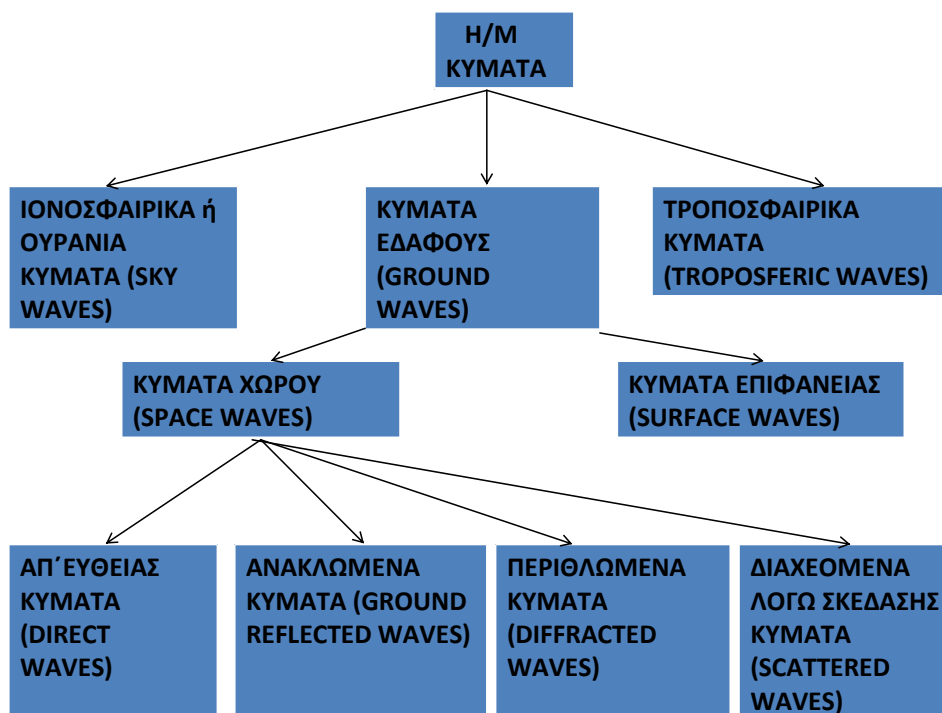 Η/Μ
ΚΥΜΑΤΑ
ΙΟΝΟΣΦΑΙΡΙΚΑ ή
ΟΥΡΑΝΙΑ
ΚΥΜΑΤΑ (SKY
WAVES)
ΚΥΜΑΤΑ
ΕΔΑΦΟΥΣ
(GROUND
WAVES)
ΤΡΟΠΟΣΦΑΙΡΙΚΑ
ΚΥΜΑΤΑ
(TROPOSFERIC WAVES)
ΚΥΜΑΤΑ ΧΩΡΟΥ
(SPACE WAVES)
ΚΥΜΑΤΑ ΕΠΙΦΑΝΕΙΑΣ
(SURFACE WAVES)
ΑΠ΄ΕΥΘΕΙΑΣ
ΚΥΜΑΤΑ
(DIRECT
WAVES)
ΑΝΑΚΛΩΜΕΝΑ
ΚΥΜΑΤΑ (GROUND
REFLECTED WAVES)
ΠΕΡΙΘΛΩΜΕΝΑ
ΚΥΜΑΤΑ
(DIFFRACTED
WAVES)
ΔΙΑΧΕΟΜΕΝΑ
ΛΟΓΩ ΣΚΕΔΑΣΗΣ
ΚΥΜΑΤΑ
(SCATTERED
WAVES)